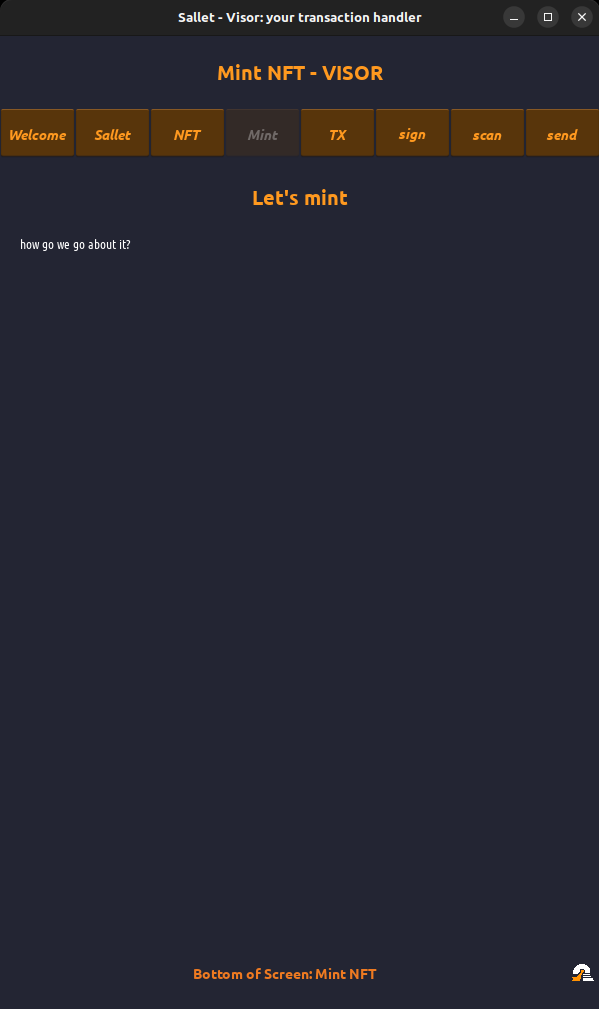 Sallet - Visor: your transaction handler
Mint NFT - VISOR
Welcome Sallet NFT Mint TX sign scan send
Let's mint
how go we go about it?
Bottom of Screen: Mint NFT